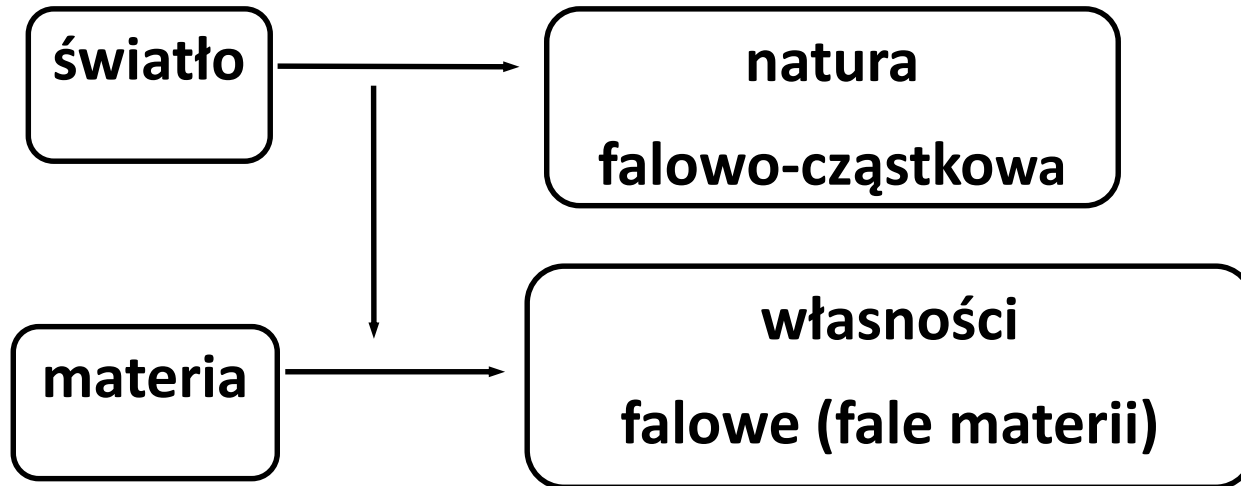 światło
natura
falowo-cząstkowa
materia
własności
falowe (fale materii)